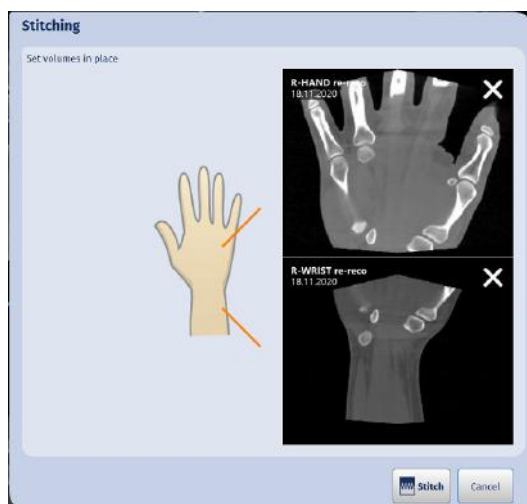 Stitching
Set volumes in place
R-HAND re-reco
18.11.2020
R-WRIST re-reco
18.11.2020
Stitch
Cancel